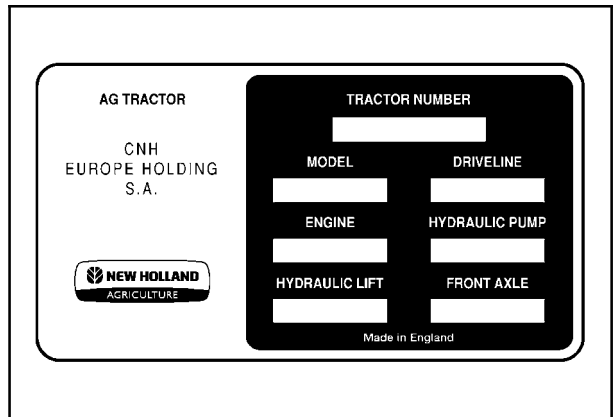 AG TRACTOR
CNH
EUROPE HOLDING
S.A.
NEW HOLLAND
AGRICULTURE
TRACTOR NUMBER
MODEL DRIVELINE
ENGINE HYDRAULIC PUMP
HYDRAULIC LIFT FRONT AXLE
Made in England